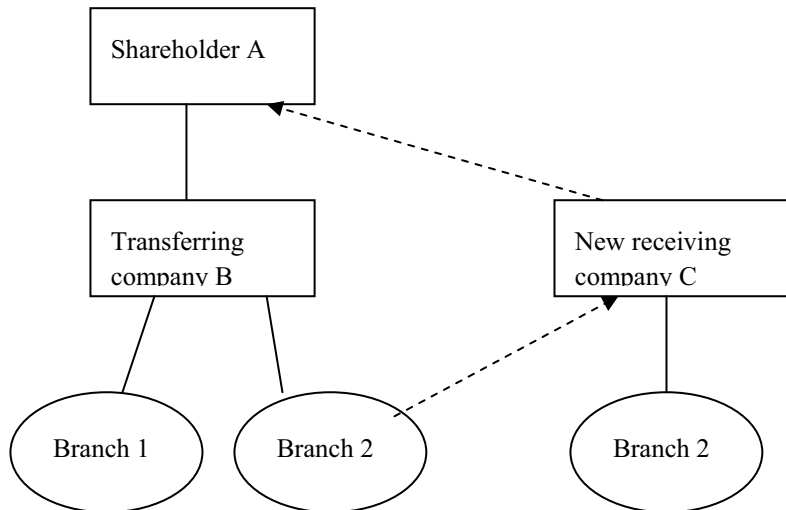 Shareholder A
Transferring
company B
New receiving
company C
Branch 1
Branch 2
Branch 2